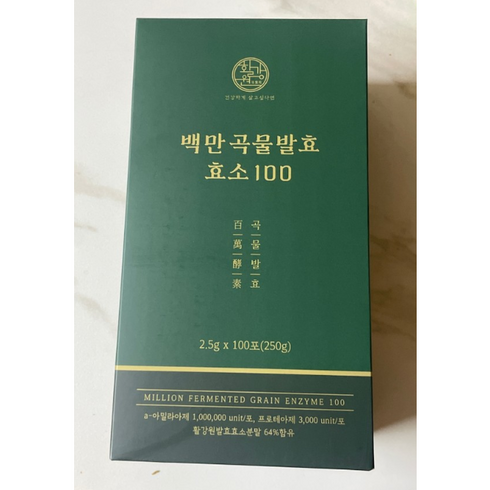 활강원
건강하게 살고싶다면
백만 곡물발효
효소100
百 곡
萬 물
酵 발
素 효
2.5g x 100포(250g)
MILLION FERMENTED GRAIN ENZYME 100
a-아밀라아제 1,000,000 unit/포, 프로테아제 3,000 unit/포
활강원발효효소분말 64%함유